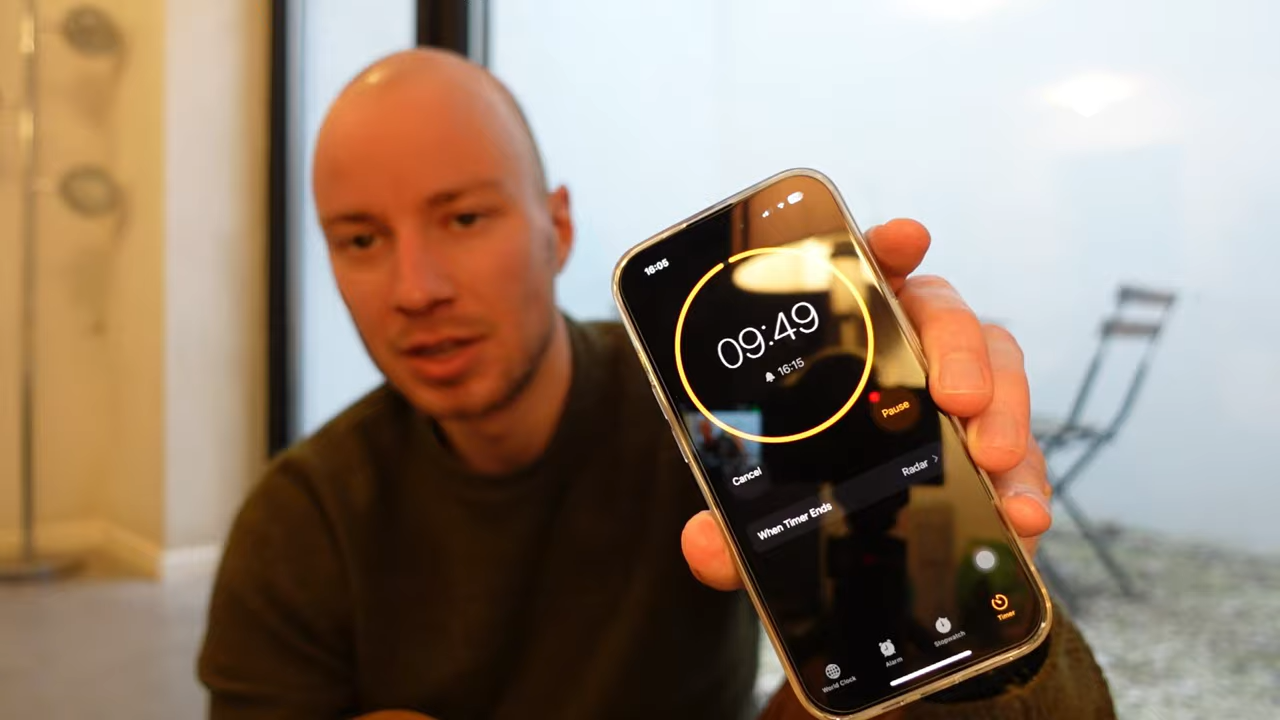 16:05
09:49
16:15
Pause
Cancel
Radar
When Timer Ends
World Clock
Alarm
Stopwatch
Timer